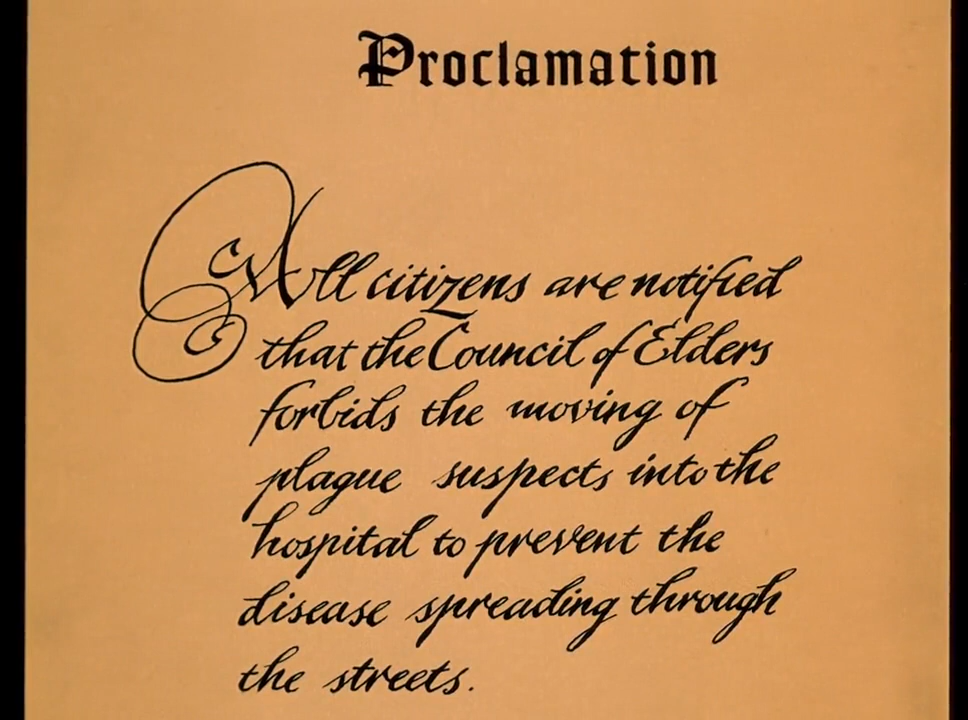 Proclamation
All citizens are notified
that the Council of Elders
forbids the moving of
plague suspects into the
hospital to prevent the
disease spreading through
the streets.